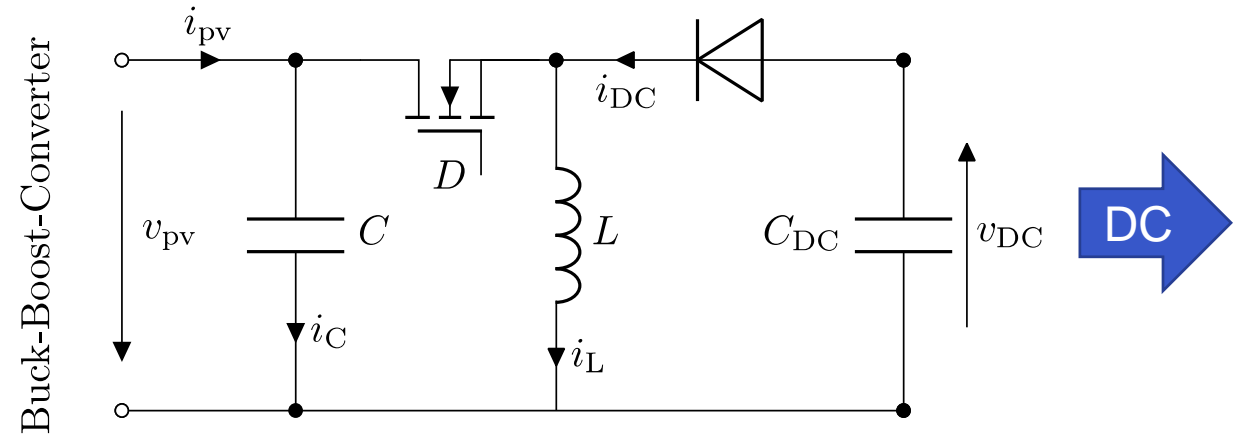 Buck-Boost-Converter
i_pv
i_DC
D
v_pv
C
L
C_DC
v_DC
DC
i_C
i_L